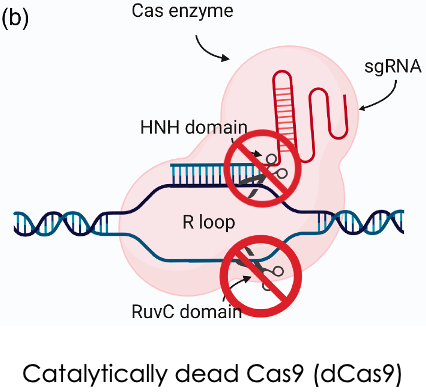 (b)
Cas enzyme
sgRNA
HNH domain
R loop
RuvC domain
Catalytically dead Cas9 (dCas9)